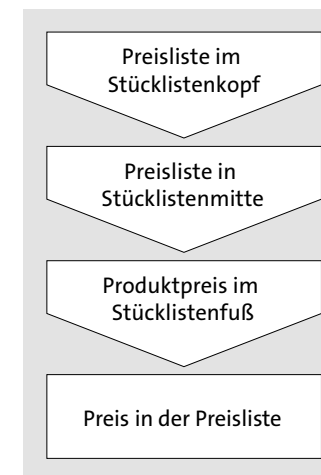 Preisliste im
Stücklistenkopf
Preisliste in
Stücklistenmitte
Produktpreis im
Stücklistenfuß
Preis in der Preisliste